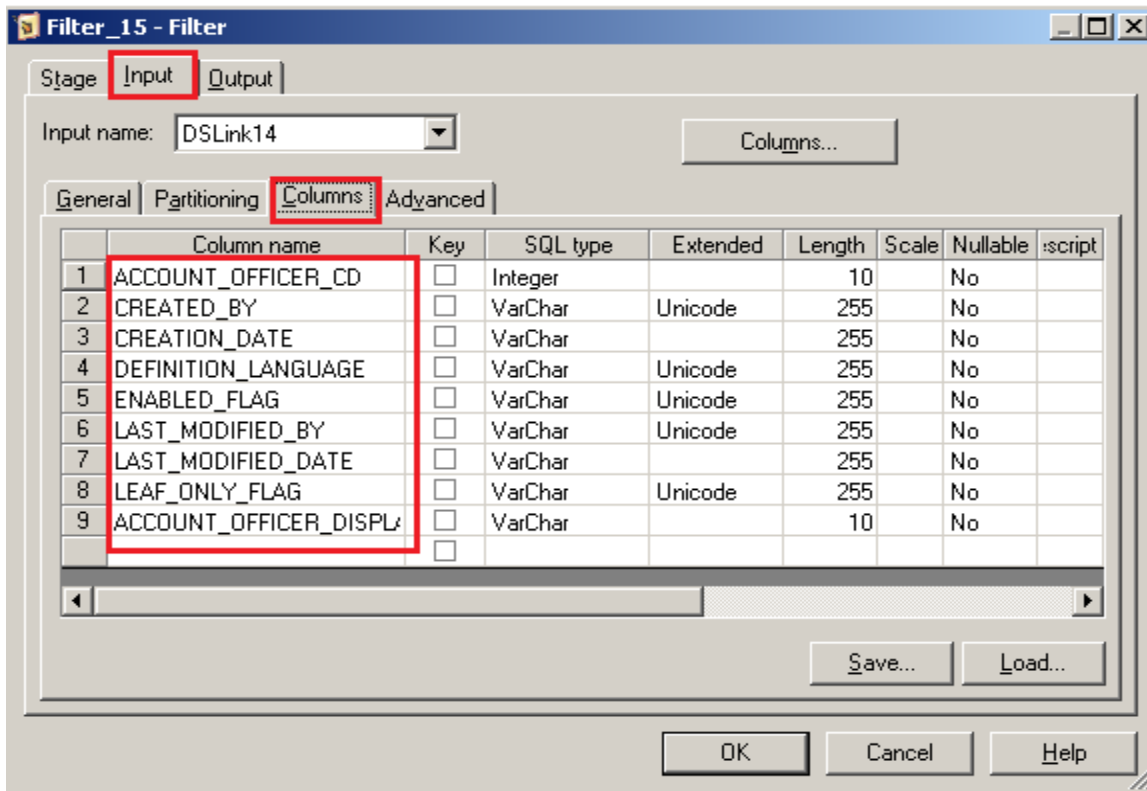 Filter_15 - Filter
Stage Input Output
Input name: DSLink14 Columns...
General Partitioning Columns Advanced
Column name Key SQL type Extended Length Scale Nullable :script
1 ACCOUNT_OFFICER_CD Integer 10 No
2 CREATED_BY VarChar Unicode 255 No
3 CREATION_DATE VarChar 255 No
4 DEFINITION_LANGUAGE VarChar Unicode 255 No
5 ENABLED_FLAG VarChar Unicode 255 No
6 LAST_MODIFIED_BY VarChar Unicode 255 No
7 LAST_MODIFIED_DATE VarChar 255 No
8 LEAF_ONLY_FLAG VarChar Unicode 255 No
9 ACCOUNT_OFFICER_DISPL VarChar 10 No
Save... Load...
OK Cancel Help